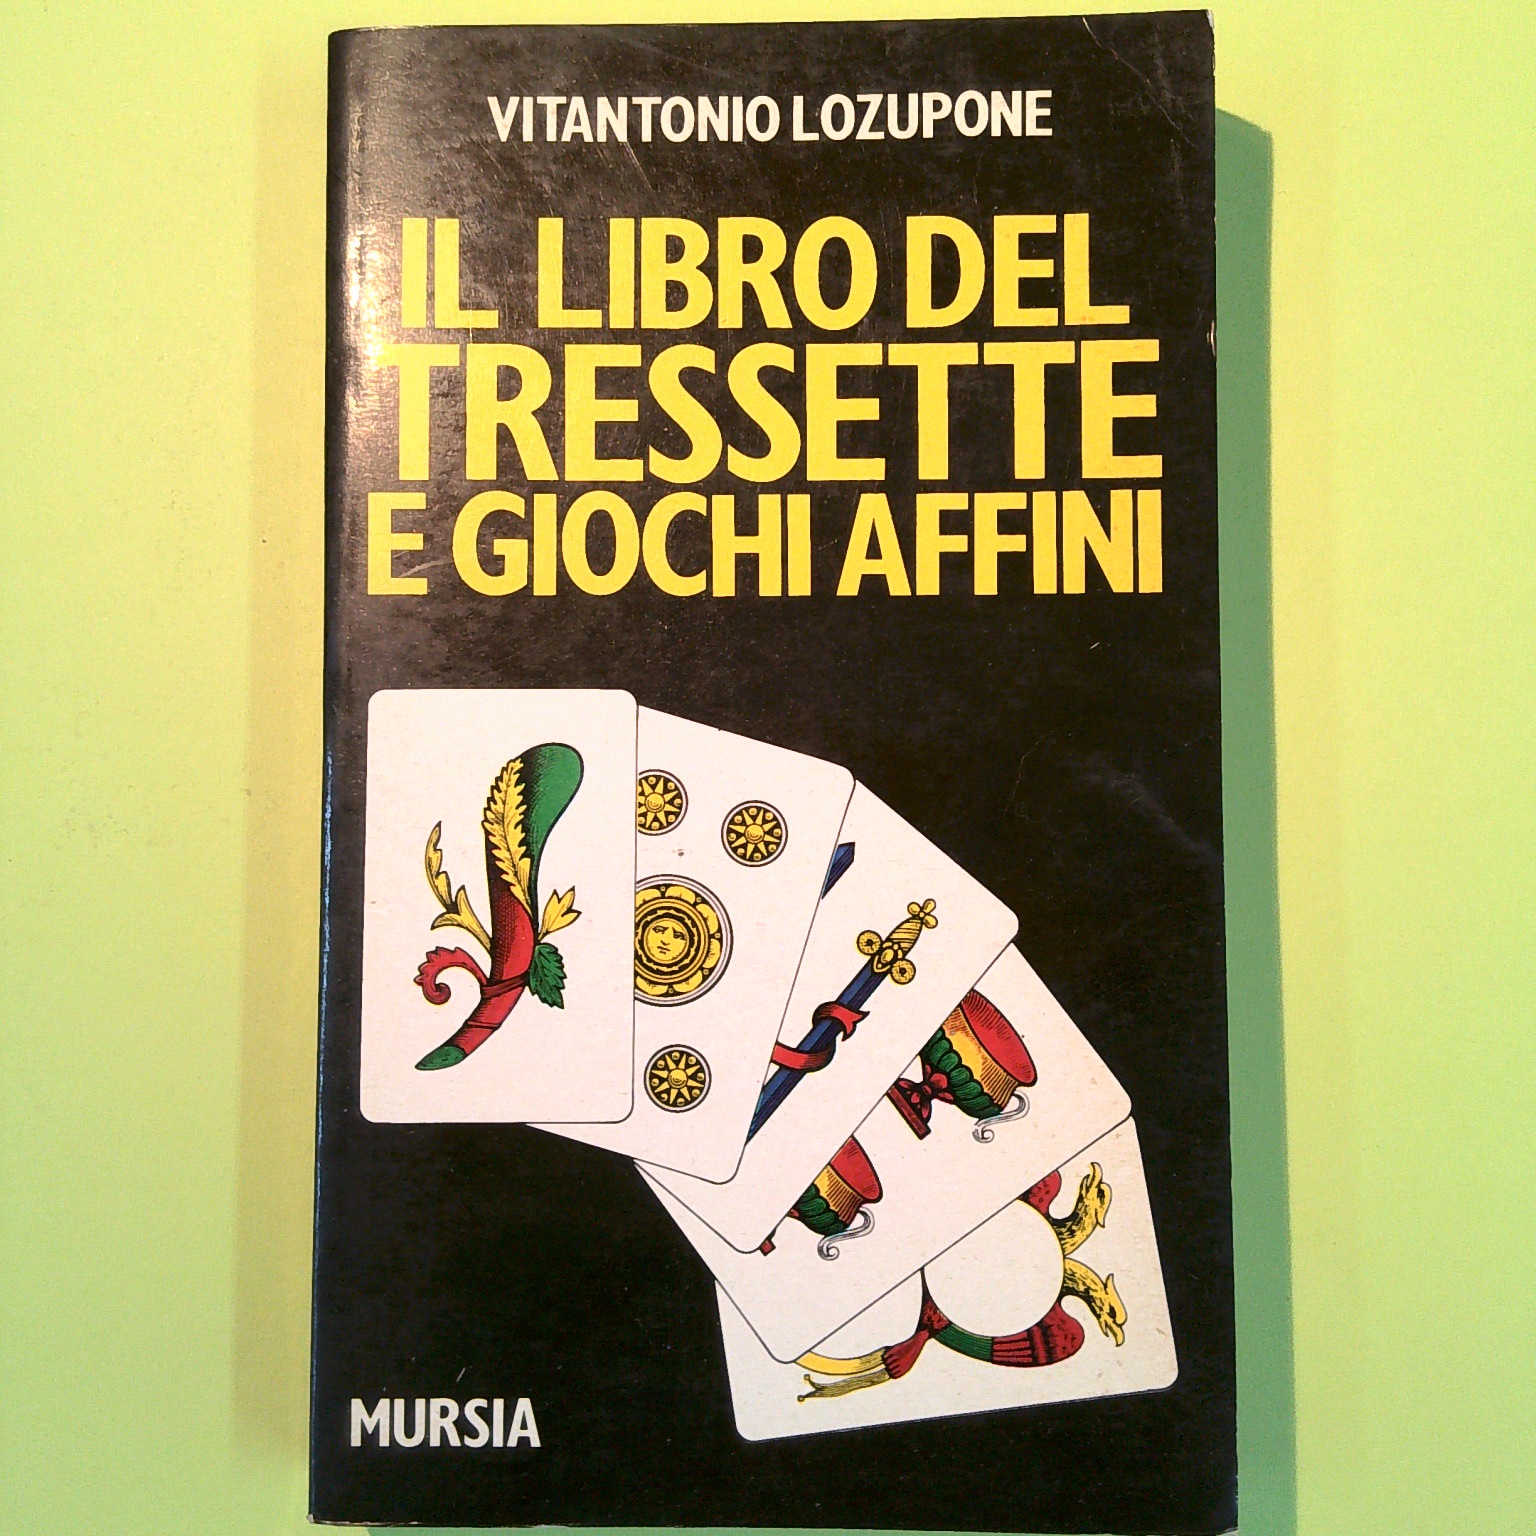 VITANTONIO LOZUPONE
IL LIBRO DEL
TRESSETTE
E GIOCHI AFFINI
MURSIA